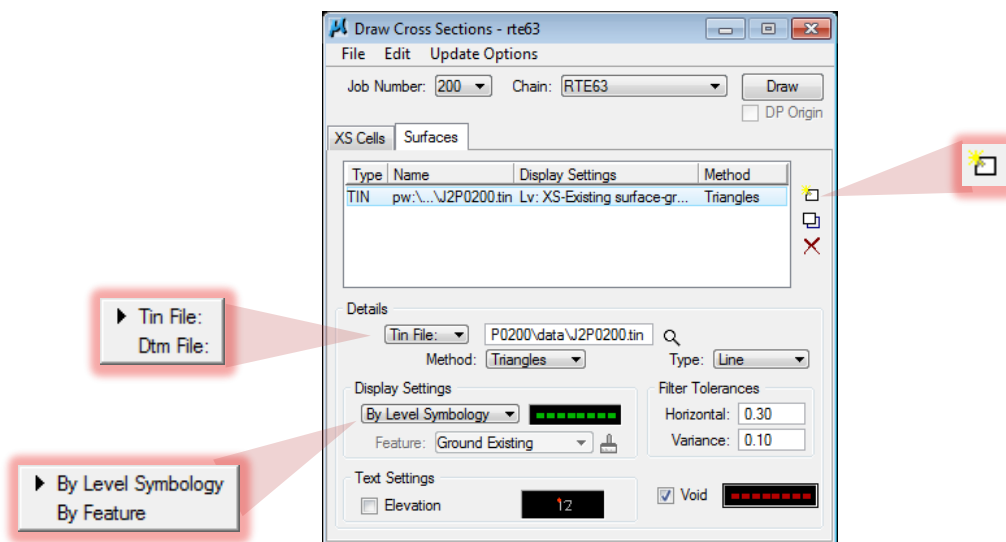 Draw Cross Sections - rte63
File Edit Update Options
Job Number: 200 Chain: RTE63 Draw
DP Origin
XS Cells Surfaces
Type Name Display Settings Method
TIN pw:\...\J2P0200.tin Lv: XS-Existing surface-gr... Triangles
Details
Tin File: P0200\data\J2P0200.tin
Method: Triangles Type: Line
Display Settings
By Level Symbology
Feature: Ground Existing
Filter Tolerances
Horizontal: 0.30
Variance: 0.10
Text Settings
Elevation 12
Void
Tin File:
Dtm File:
By Level Symbology
By Feature